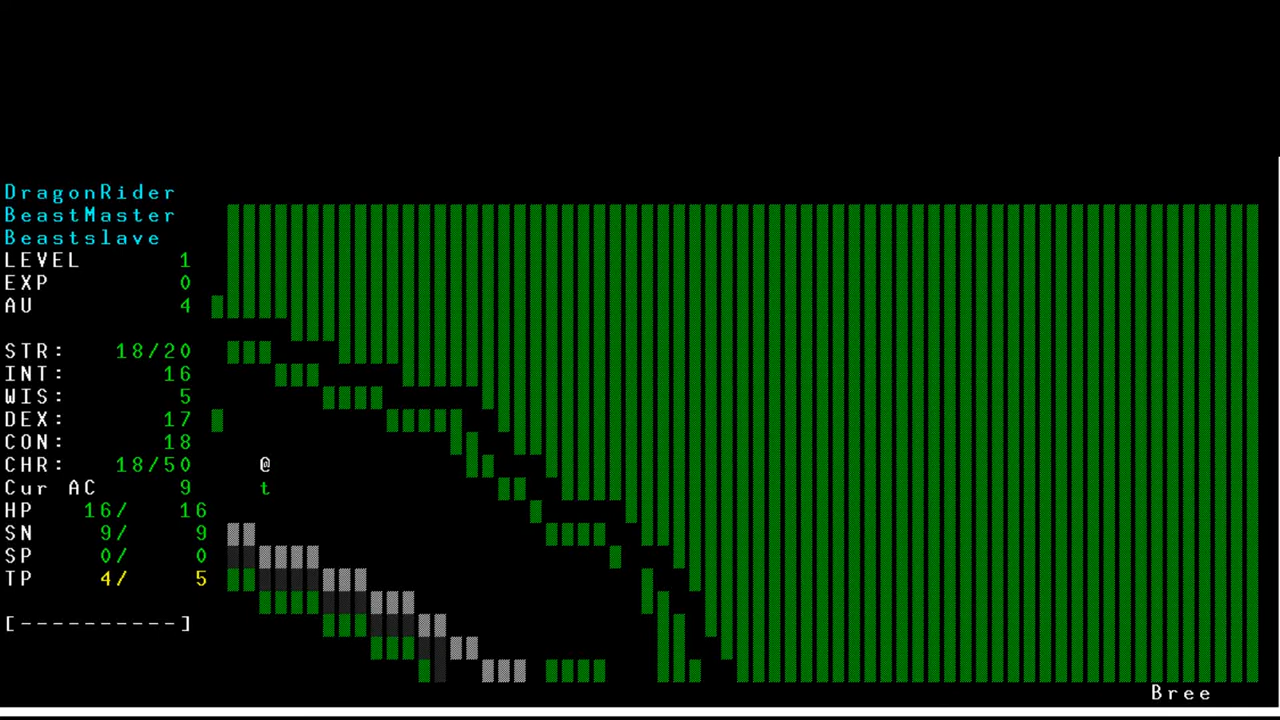 DragonRider
BeastMaster
Beastslave
LEVEL 1
EXP 0
AU 4
STR: 18/20
INT: 16
WIS: 5
DEX: 17
CON: 18
CHR: 18/50
@
Cur AC 9
t
HP 16/ 16
SN 9/ 9
SP 0/ 0
TP 4/ 5
[----------]
Bree